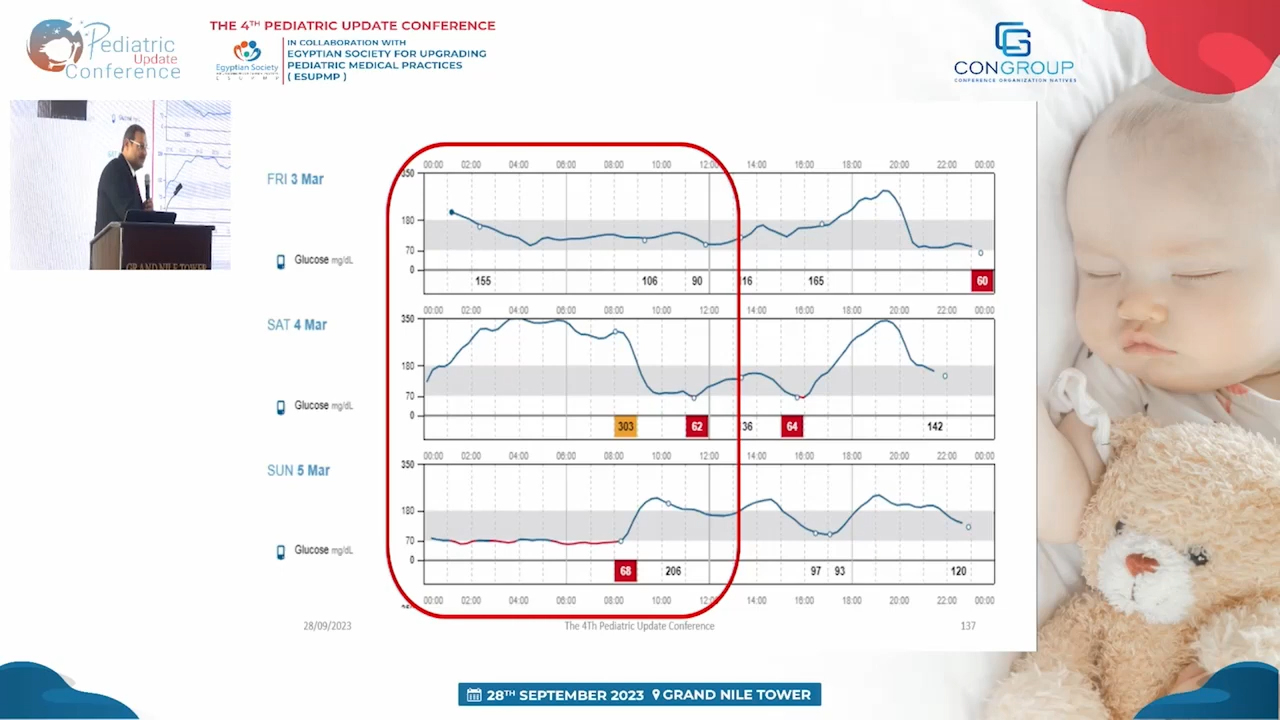 Pediatric
Update
Conference
THE 4TH PEDIATRIC UPDATE CONFERENCE
Egyptian Society
E S U P M P
IN COLLABORATION WITH
EGYPTIAN SOCIETY FOR UPGRADING
PEDIATRIC MEDICAL PRACTICES
( ESUPMP )
CONGROUP
CONFERENCE ORGANIZATION NATIVES
GRAND NILE TOWER
00:00 02:00 04:00 06:00 08:00 10:00 12:00 14:00 16:00 18:00 20:00 22:00 00:00
FRI 3 Mar
350
180
70
0
Glucose mg/dL
155 106 90 16 165 60
00:00 02:00 04:00 06:00 08:00 10:00 12:00 14:00 16:00 18:00 20:00 22:00 00:00
SAT 4 Mar
350
180
70
0
Glucose mg/dL
303 62 36 64 142
00:00 02:00 04:00 06:00 08:00 10:00 12:00 14:00 16:00 18:00 20:00 22:00 00:00
SUN 5 Mar
350
180
70
0
Glucose mg/dL
68 206 97 93 120
00:00 02:00 04:00 06:00 08:00 10:00 12:00 14:00 16:00 18:00 20:00 22:00 00:00
28/09/2023 The 4Th Pediatric Update Conference 137
28TH SEPTEMBER 2023 GRAND NILE TOWER